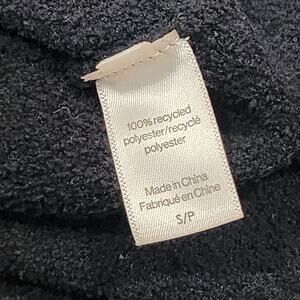 100% recycled
polyester/recyclé
polyester
Made in China
Fabriqué en Chine
S/P